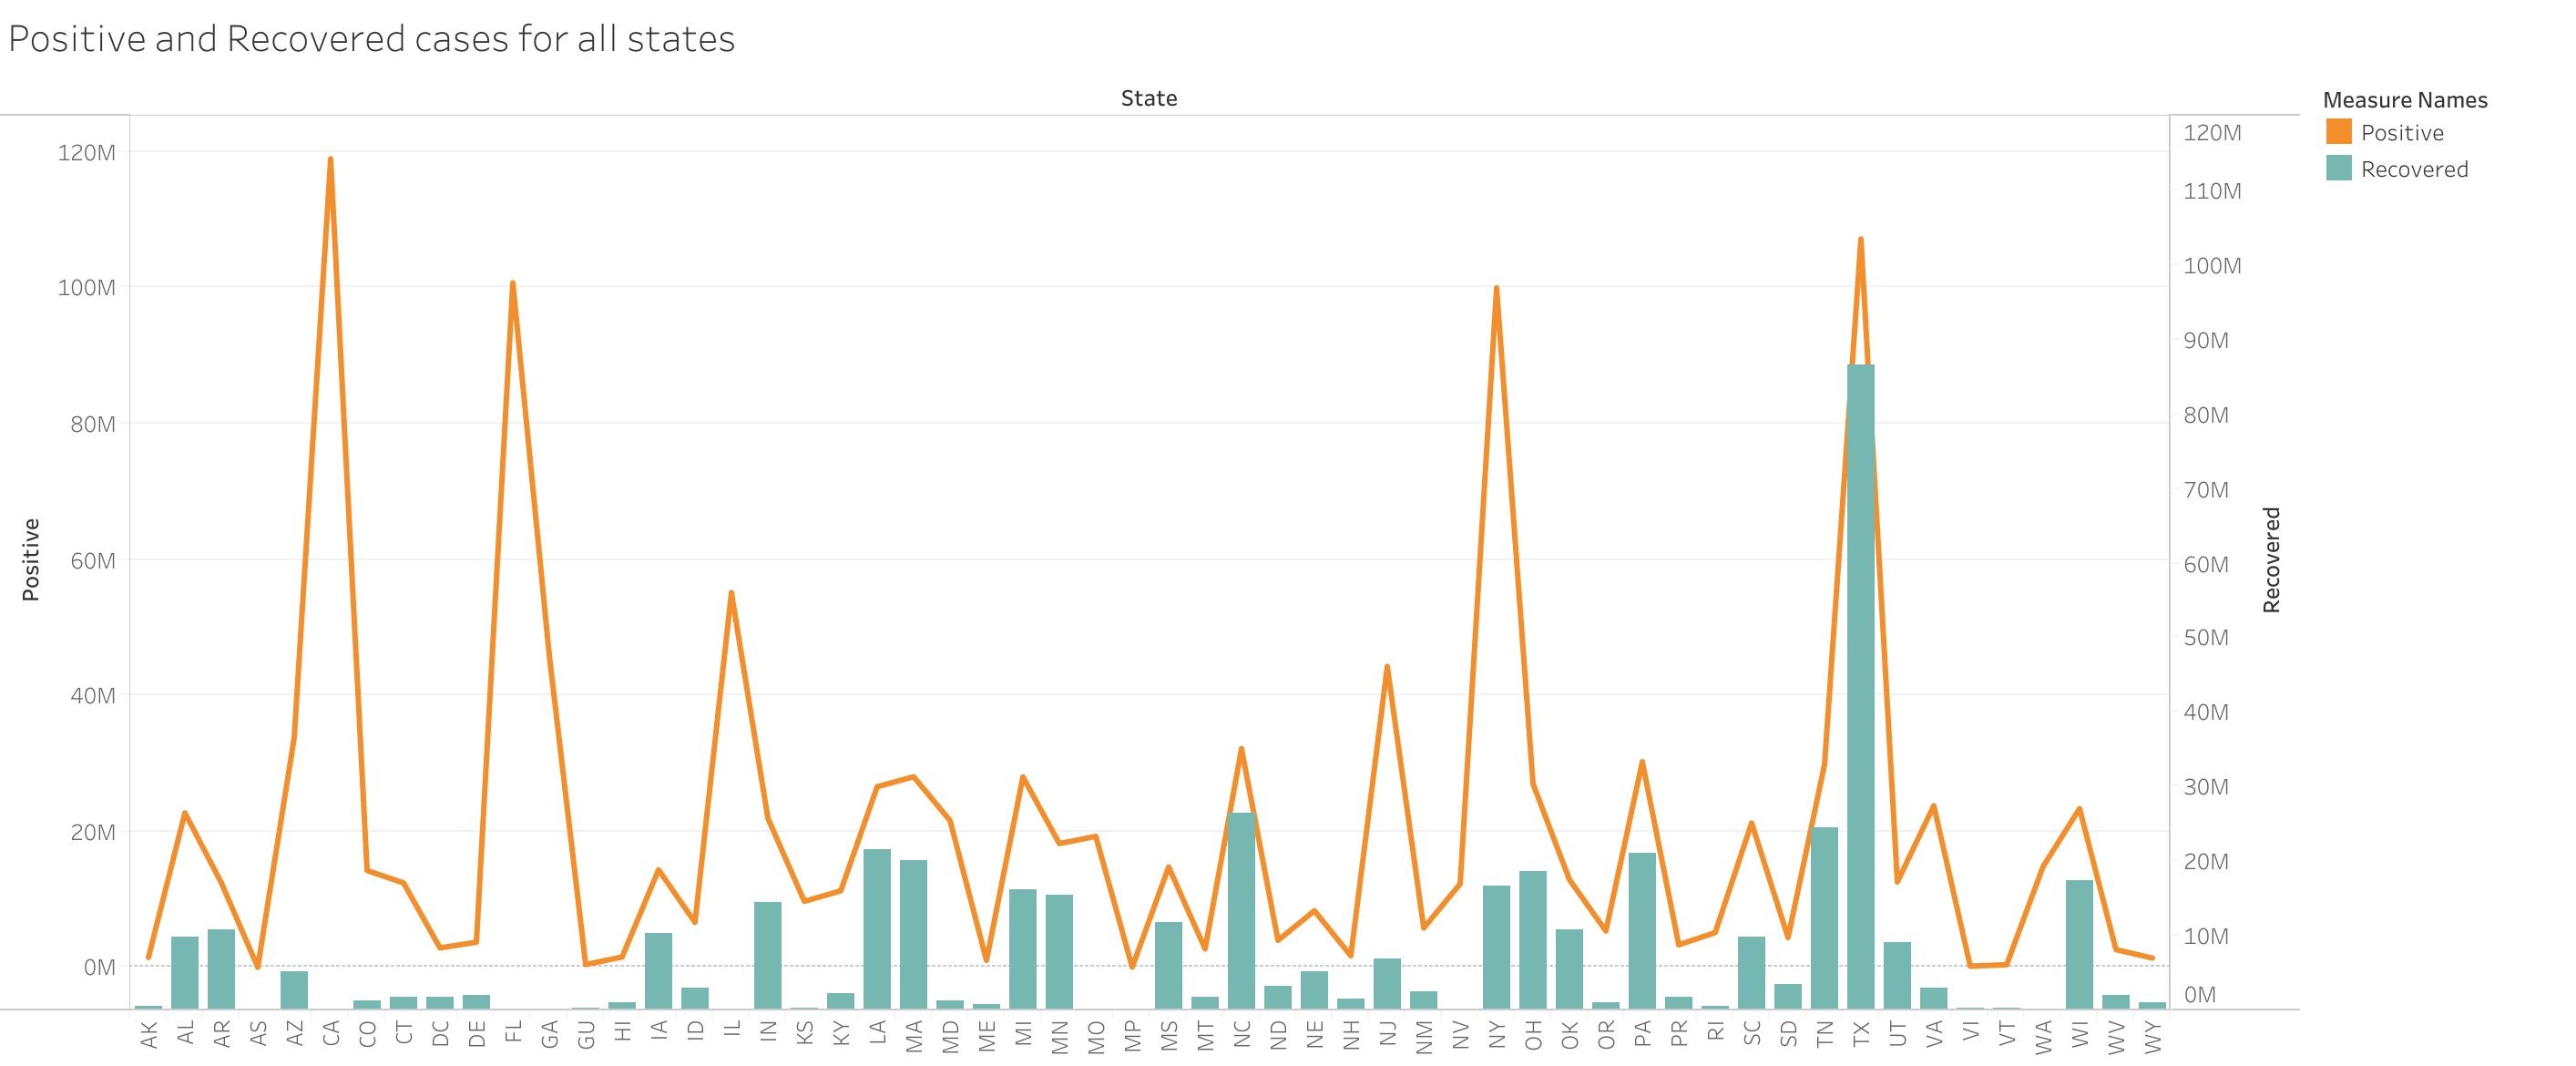 Positive and Recovered cases for all states
State
Measure Names
Positive
Recovered
120M
100M
80M
60M
40M
20M
0M
Positive
120M
110M
100M
90M
80M
70M
60M
50M
40M
30M
20M
10M
0M
Recovered
AK AL AR AS AZ CA CO CT DC DE FL GA GU HI IA ID IL IN KS KY LA MA MD ME MI MN MO MP MS MT NC ND NE NH NJ NM NV NY OH OK OR PA PR RI SC SD TN TX UT VA VI VT WA WI WV WY